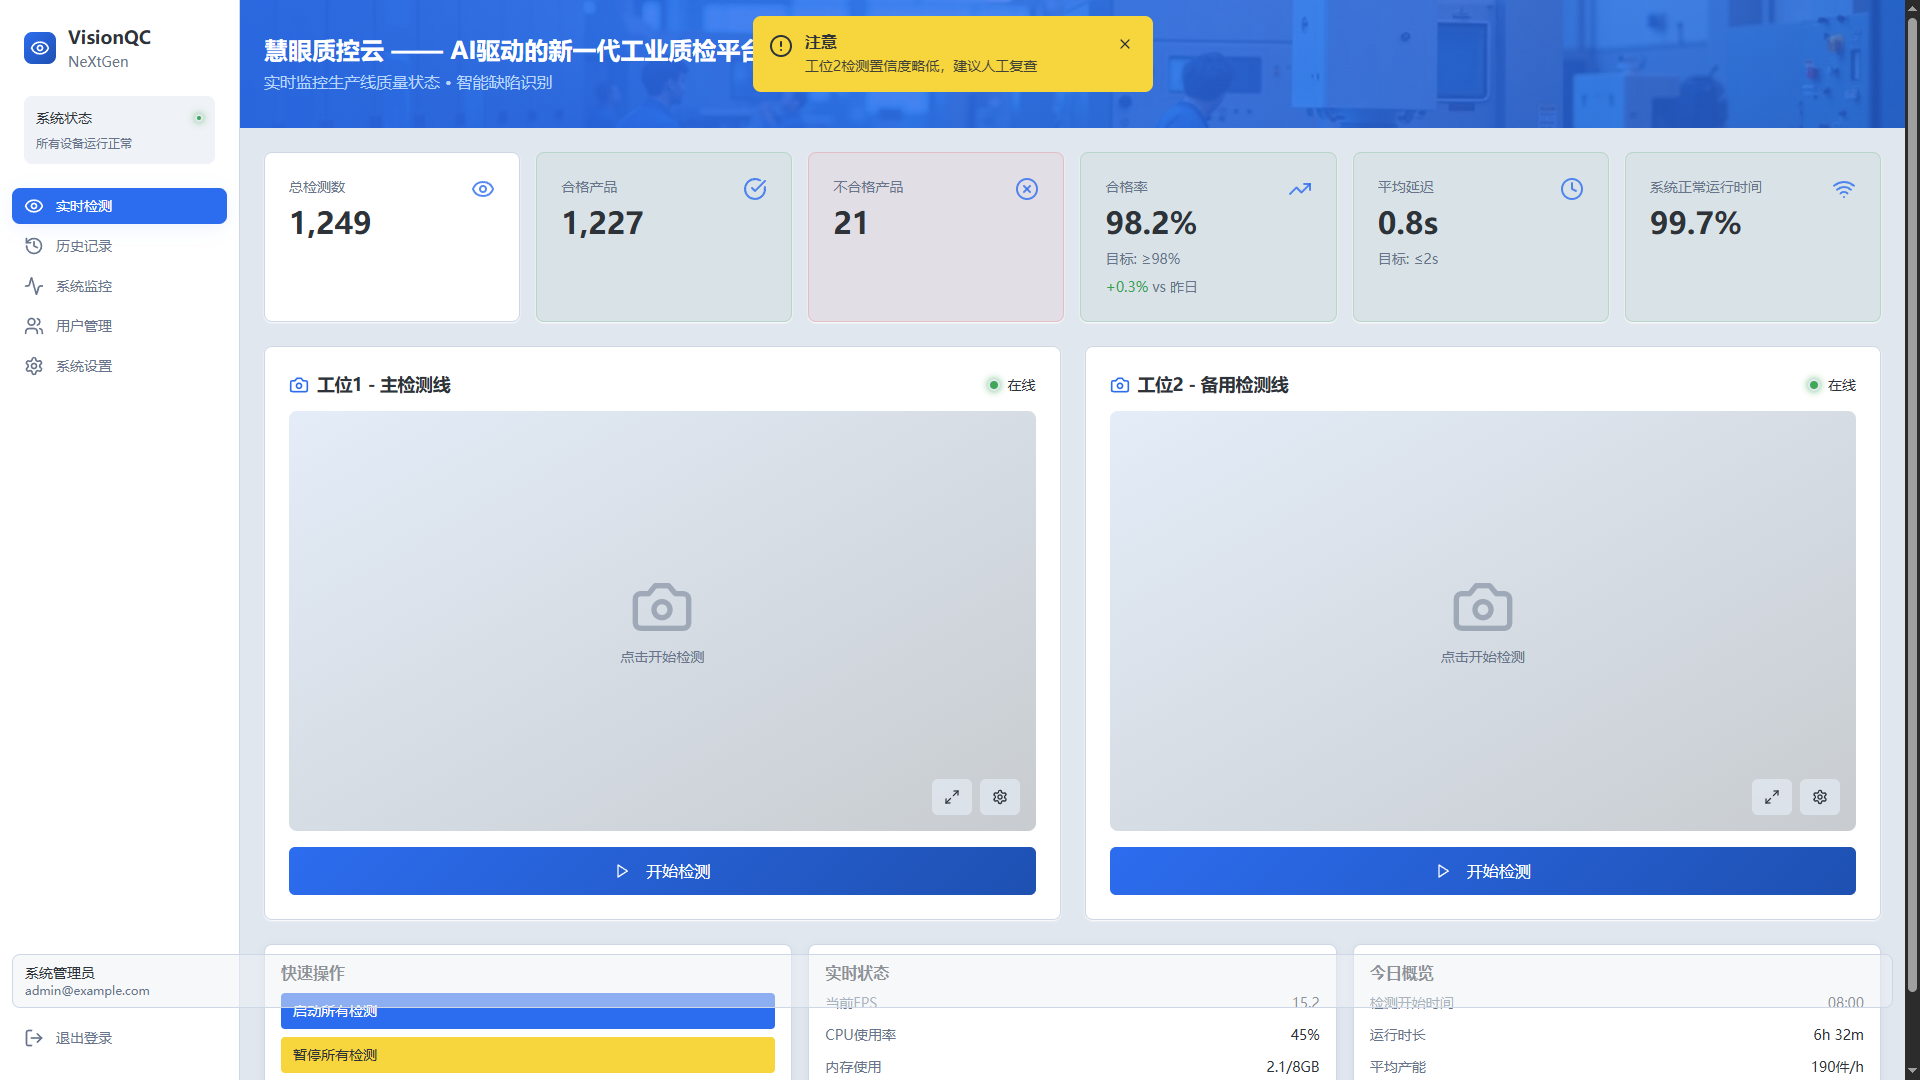 VisionQC
NeXtGen
系统状态
所有设备运行正常
实时检测
历史记录
系统监控
用户管理
系统设置
系统管理员
admin@example.com
退出登录
慧眼质控云 —— AI驱动的新一代工业质检平台
实时监控生产线质量状态 • 智能缺陷识别
注意
工位2检测置信度略低，建议人工复查
总检测数
1,249
合格产品
1,227
不合格产品
21
合格率
98.2%
目标: ≥98%
+0.3% vs 昨日
平均延迟
0.8s
目标: ≤2s
系统正常运行时间
99.7%
工位1 - 主检测线
在线
点击开始检测
开始检测
工位2 - 备用检测线
在线
点击开始检测
开始检测
快速操作
启动所有检测
暂停所有检测
实时状态
当前FPS 15.2
CPU使用率 45%
内存使用 2.1/8GB
今日概览
检测开始时间 08:00
运行时长 6h 32m
平均产能 190件/h